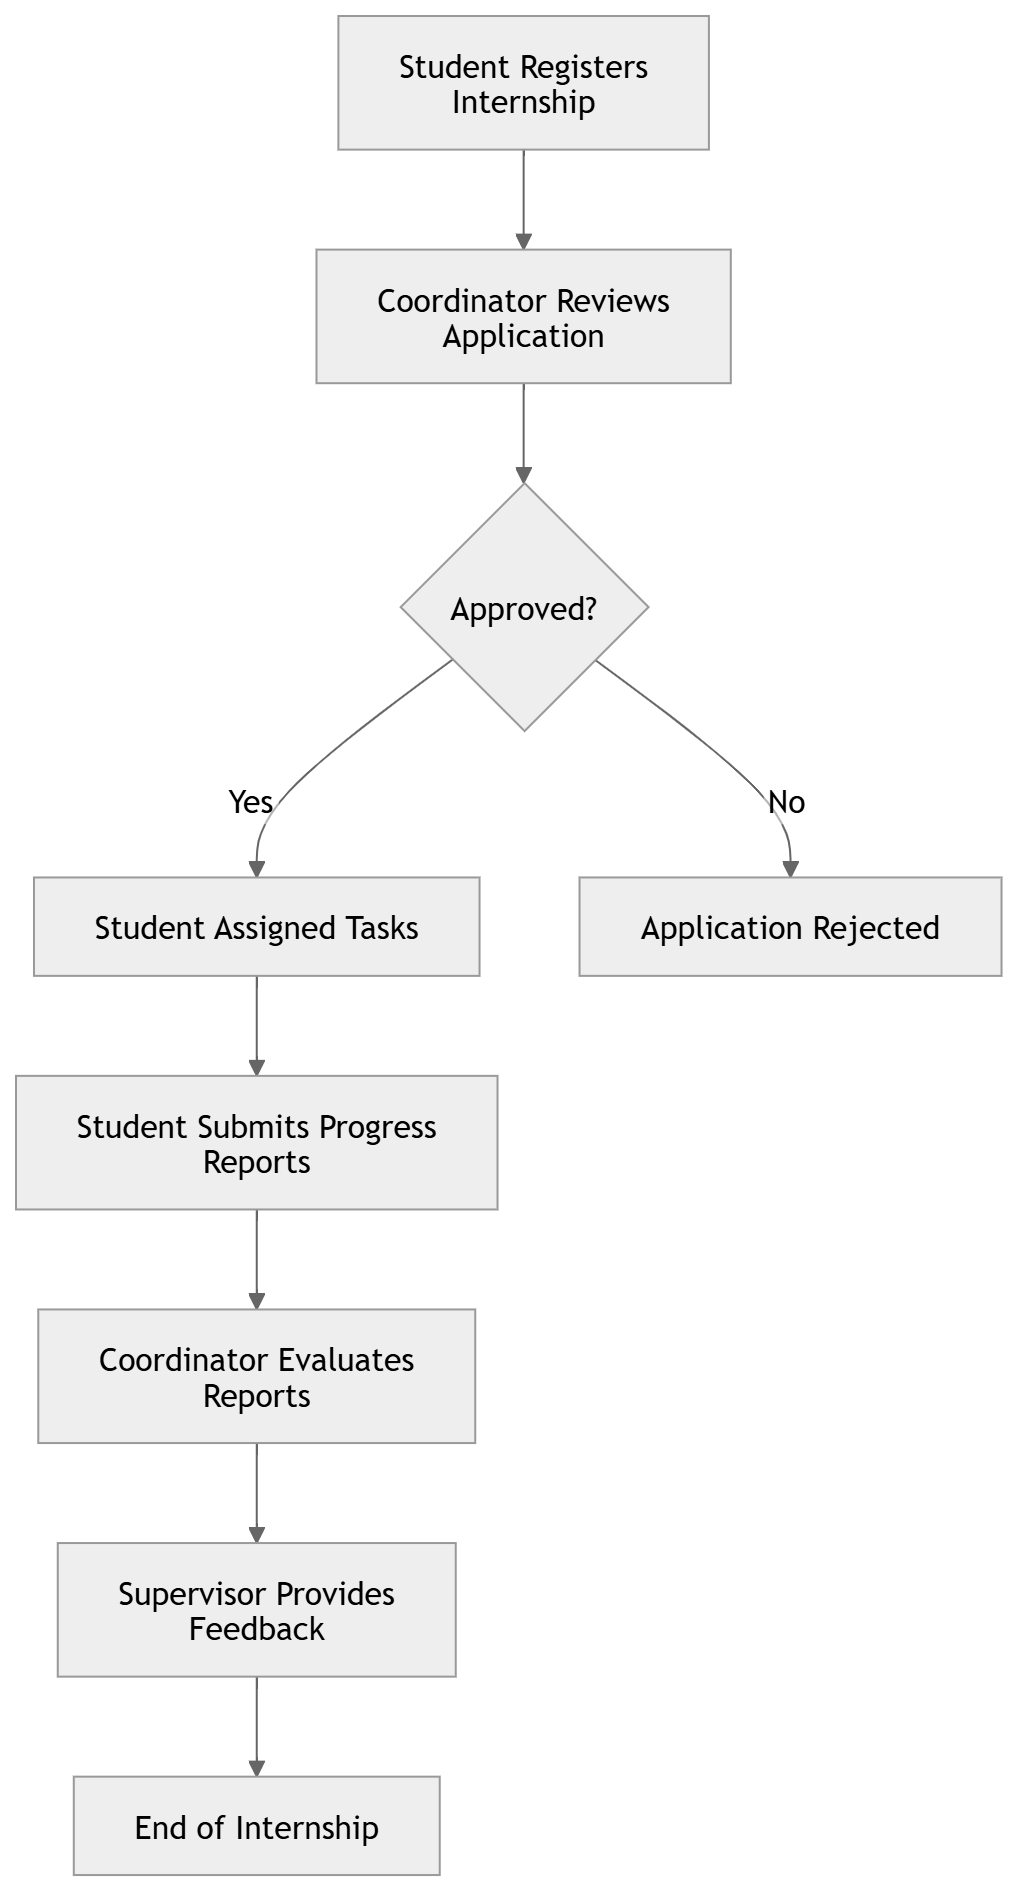 Student Registers
Internship
Coordinator Reviews
Application
Approved?
Yes
No
Student Assigned Tasks
Application Rejected
Student Submits Progress
Reports
Coordinator Evaluates
Reports
Supervisor Provides
Feedback
End of Internship